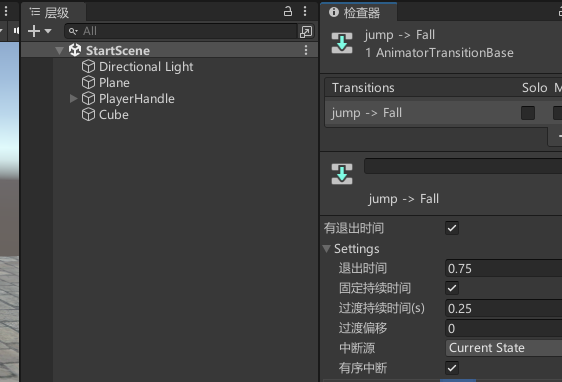 层级
All
StartScene
Directional Light
Plane
PlayerHandle
Cube
检查器
jump -> Fall
1 AnimatorTransitionBase
Transitions
Solo
M
jump -> Fall
jump -> Fall
有退出时间
Settings
退出时间
0.75
固定持续时间
过渡持续时间(s)
0.25
过渡偏移
0
中断源
Current State
有序中断